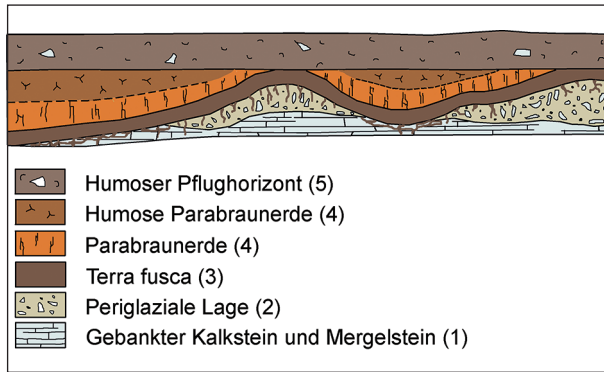 Humoser Pflughorizont (5)
Humose Parabraunerde (4)
Parabraunerde (4)
Terra fusca (3)
Periglaziale Lage (2)
Gebankter Kalkstein und Mergelstein (1)